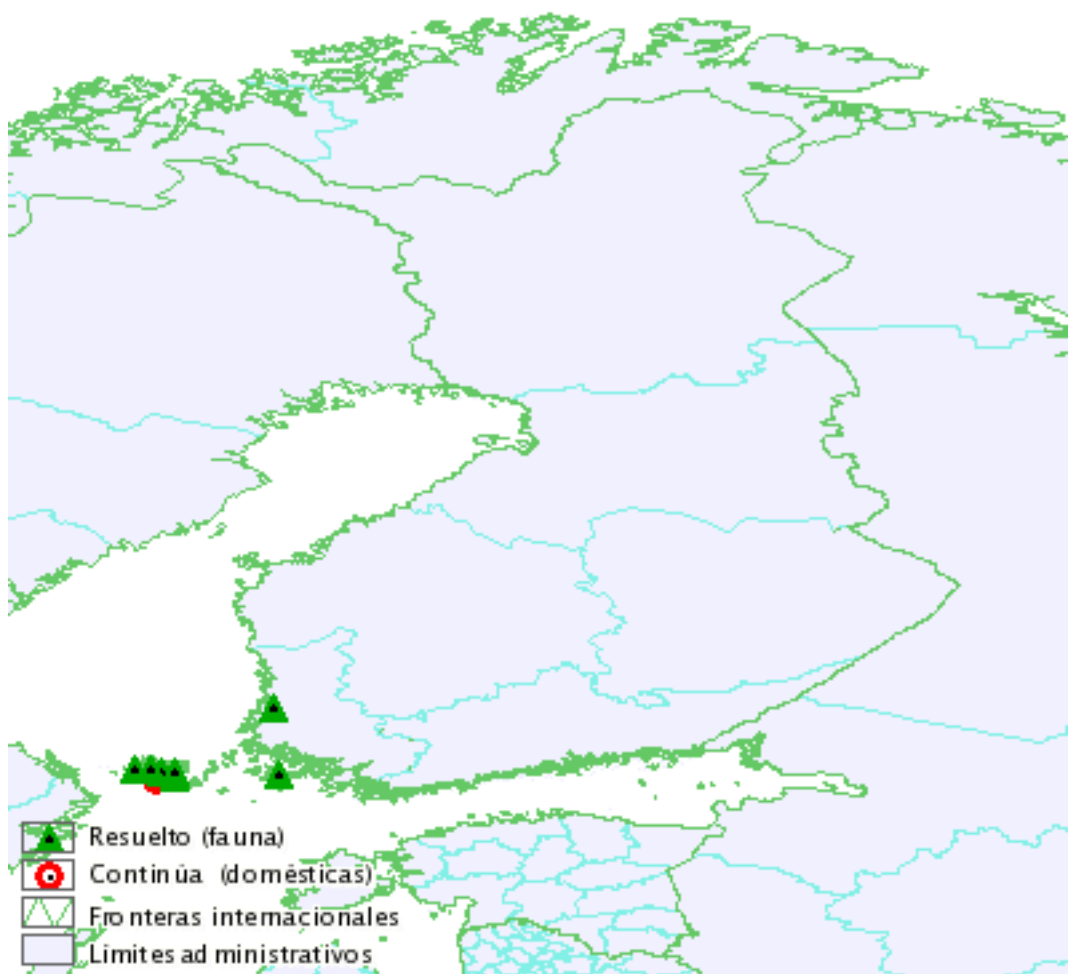 Resuelto (fauna)
Continúa (domésticas)
Fronteras internacionales
Límites administrativos